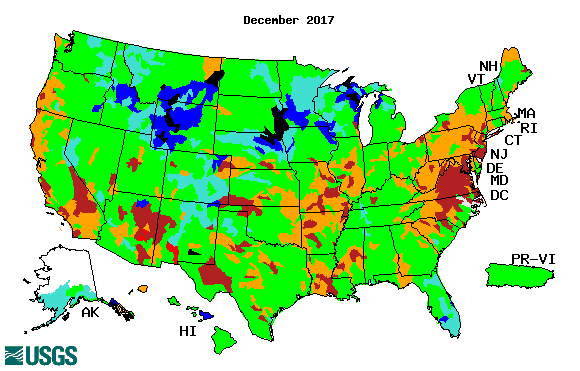 December 2017
NH
VT
MA
RI
CT
NJ
DE
MD
DC
PR-VI
AK
HI
USGS